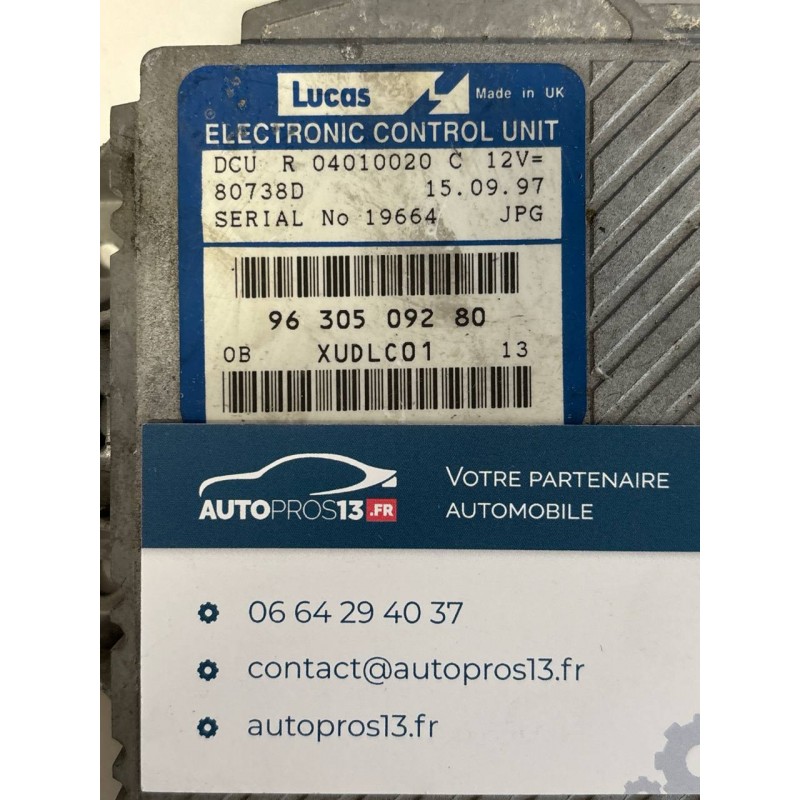 Lucas Made in UK
ELECTRONIC CONTROL UNIT
DCU R 04010020 C 12V=
80738D 15.09.97
SERIAL No 19664 JPG
96 305 092 80
0B XUDLC01 13
AUTOPROS13.FR
VOTRE PARTENAIRE
AUTOMOBILE
06 64 29 40 37
contact@autopros13.fr
autopros13.fr